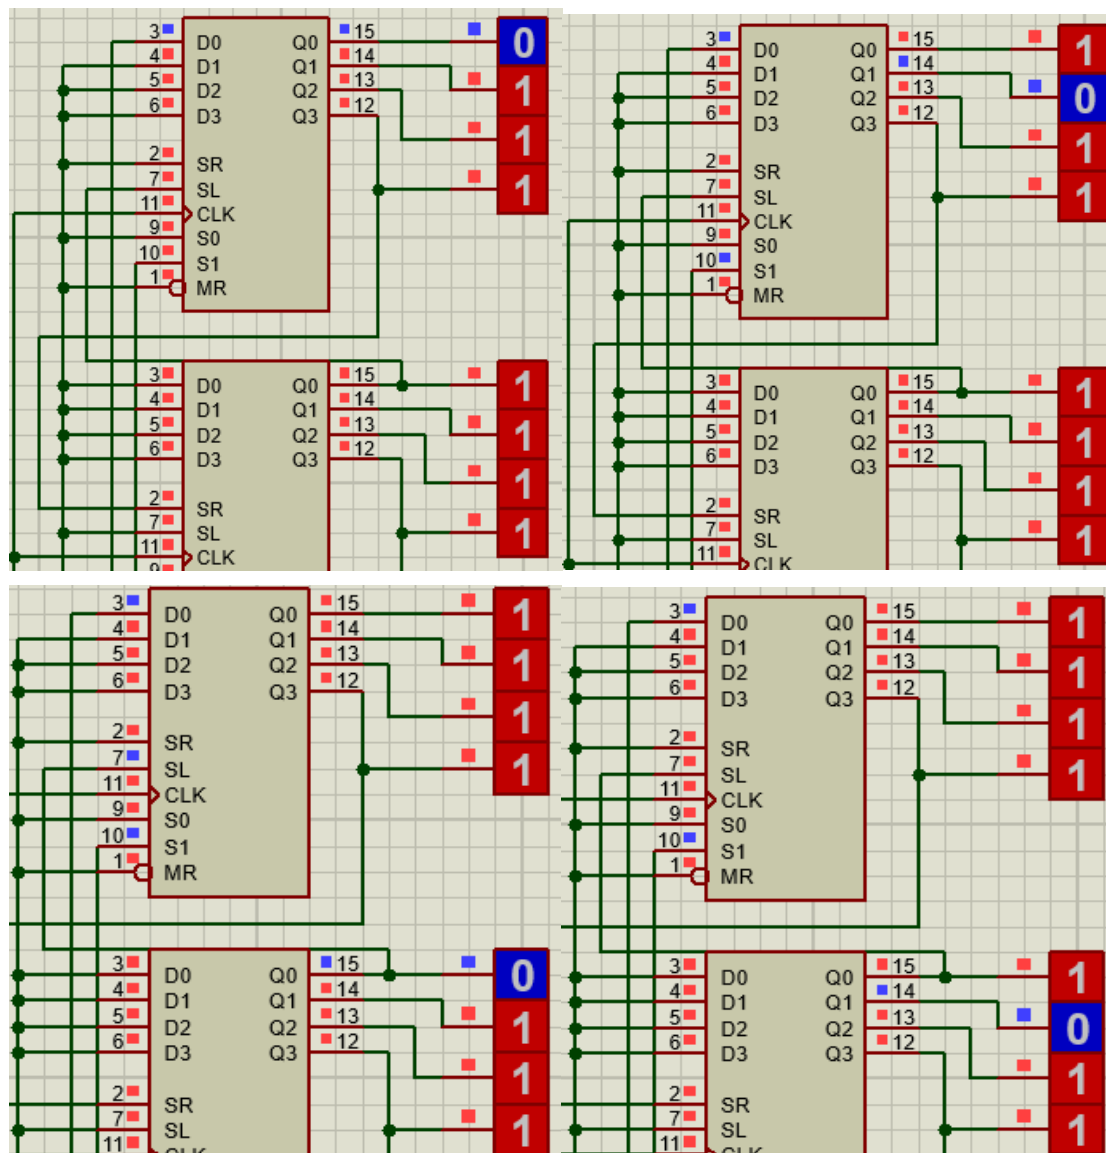 3 D0 Q0 15 0
4 D1 Q1 14
5 D2 Q2 13 1
6 D3 Q3 12
1
2 SR
7 SL 1
11 CLK
9 S0
10 S1
1 MR
3 D0 Q0 15 1
4 D1 Q1 14
5 D2 Q2 13 1
6 D3 Q3 12
1
2 SR
7 SL 1
11 CLK
9
3 D0 Q0 15 1
4 D1 Q1 14
5 D2 Q2 13 0
6 D3 Q3 12
1
2 SR
7 SL 1
11 CLK
9 S0
10 S1
1 MR
3 D0 Q0 15 1
4 D1 Q1 14
5 D2 Q2 13 1
6 D3 Q3 12
1
2 SR
7 SL 1
11 CLK
3 D0 Q0 15 1
4 D1 Q1 14
5 D2 Q2 13 1
6 D3 Q3 12
1
2 SR
7 SL 1
11 CLK
9 S0
10 S1
1 MR
3 D0 Q0 15 0
4 D1 Q1 14
5 D2 Q2 13 1
6 D3 Q3 12
1
2 SR
7 SL 1
11 CLK
3 D0 Q0 15 1
4 D1 Q1 14
5 D2 Q2 13 1
6 D3 Q3 12
1
2 SR
7 SL 1
11 CLK
9 S0
10 S1
1 MR
3 D0 Q0 15 1
4 D1 Q1 14
5 D2 Q2 13 0
6 D3 Q3 12
1
2 SR
7 SL 1
11 CLK